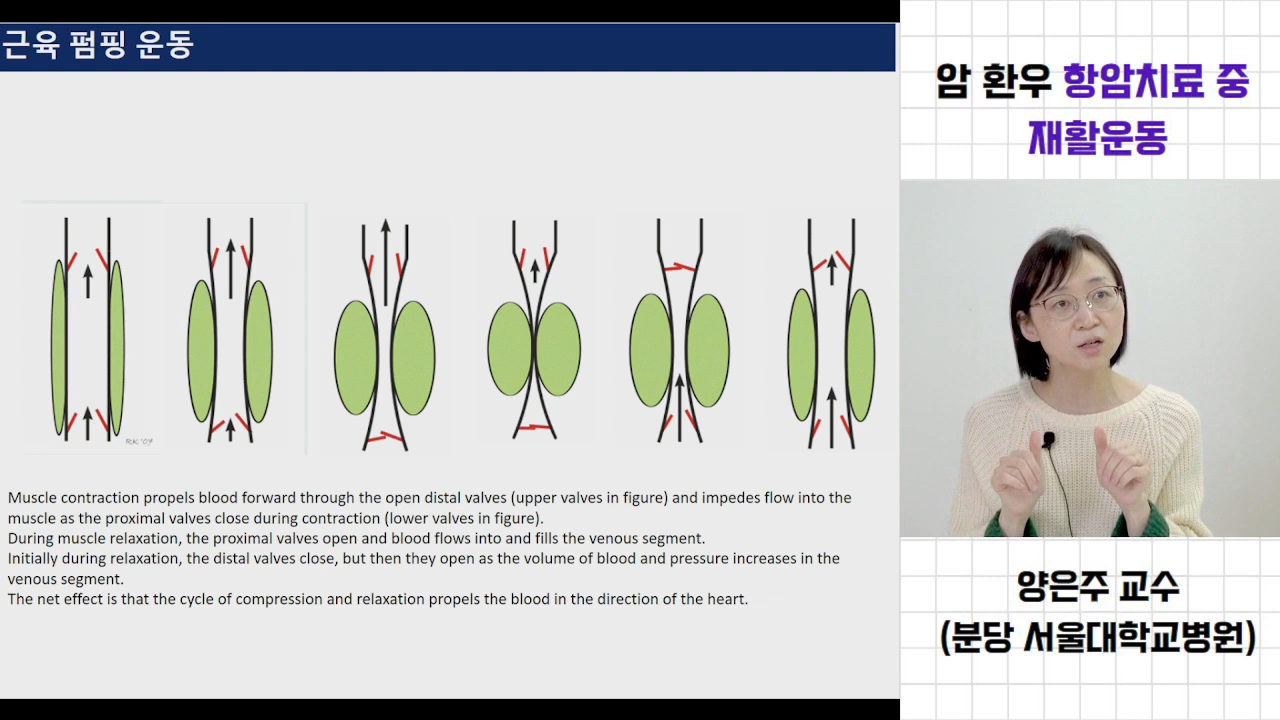 근육 펌핑 운동
RK '07
Muscle contraction propels blood forward through the open distal valves (upper valves in figure) and impedes flow into the
muscle as the proximal valves close during contraction (lower valves in figure).
During muscle relaxation, the proximal valves open and blood flows into and fills the venous segment.
Initially during relaxation, the distal valves close, but then they open as the volume of blood and pressure increases in the
venous segment.
The net effect is that the cycle of compression and relaxation propels the blood in the direction of the heart.
암 환우 항암치료 중
재활운동
양은주 교수
(분당 서울대학교병원)